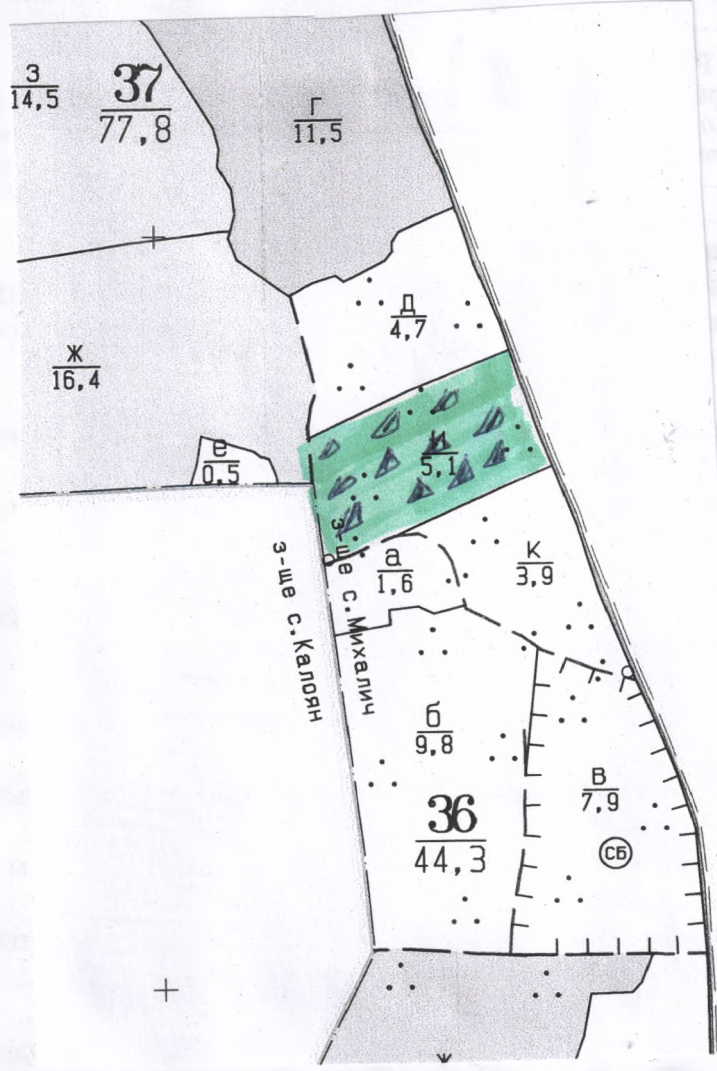 З
14,5
37
77,8
Г
11,5
Д
4,7
Ж
16,4
и
5,1
е
0,5
з-ще с.Калоян
з-ще с.Михалич
а
1,6
К
3,9
б
9,8
36
44,3
В
7,9
СБ